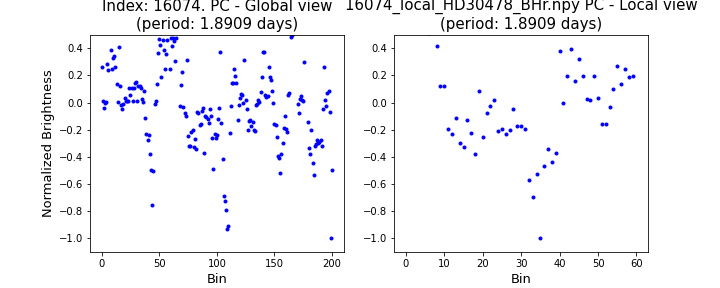 Index: 16074. PC - Global view
(period: 1.8909 days)
16074_local_HD30478_BHr.npy PC - Local view
(period: 1.8909 days)
Normalized Brightness
0.4
0.2
0.0
−0.2
−0.4
−0.6
−0.8
−1.0
0 50 100 150 200
Bin
0.4
0.2
0.0
−0.2
−0.4
−0.6
−0.8
−1.0
0 10 20 30 40 50 60
Bin